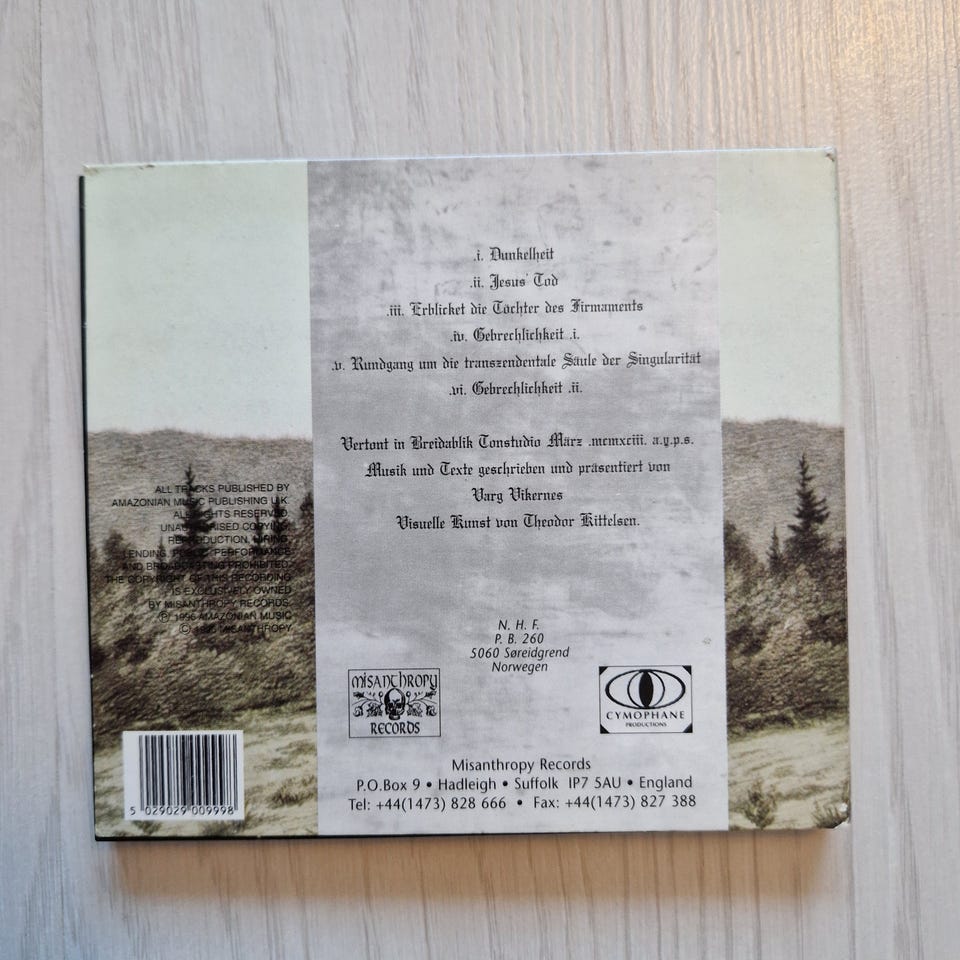 .i. Dunkelheit
.ii. Jesus' Tod
.iii. Erblicket die Töchter des Firmaments
.iv. Gebrechlichkeit .i.
.v. Rundgang um die transzendentale Säule der Singularität
.vi. Gebrechlichkeit .ii.
Vertont in Breidablik Tonstudio März .mcmxciii. a.y.p.s.
Musik und Texte geschrieben und präsentiert von
Varg Vikernes
Visuelle Kunst von Theodor Kittelsen.
ALL TRACKS PUBLISHED BY
AMAZONIAN MUSIC PUBLISHING U.K.
ALL RIGHTS RESERVED.
UNAUTHORISED COPYING,
REPRODUCTION, HIRING,
LENDING, PUBLIC PERFORMANCE
AND BROADCASTING PROHIBITED.
THE COPYRIGHT OF THIS RECORDING
IS EXCLUSIVELY OWNED
BY MISANTHROPY RECORDS.
Ⓟ 1996 AMAZONIAN MUSIC
© 1996 MISANTHROPY
N. H. F.
P. B. 260
5060 Søreidgrend
Norwegen
MISANTHROPY
RECORDS
CYMOPHANE
PRODUCTIONS
Misanthropy Records
P.O.Box 9 • Hadleigh • Suffolk IP7 5AU • England
Tel: +44(1473) 828 666 • Fax: +44(1473) 827 388
5 029029 009998